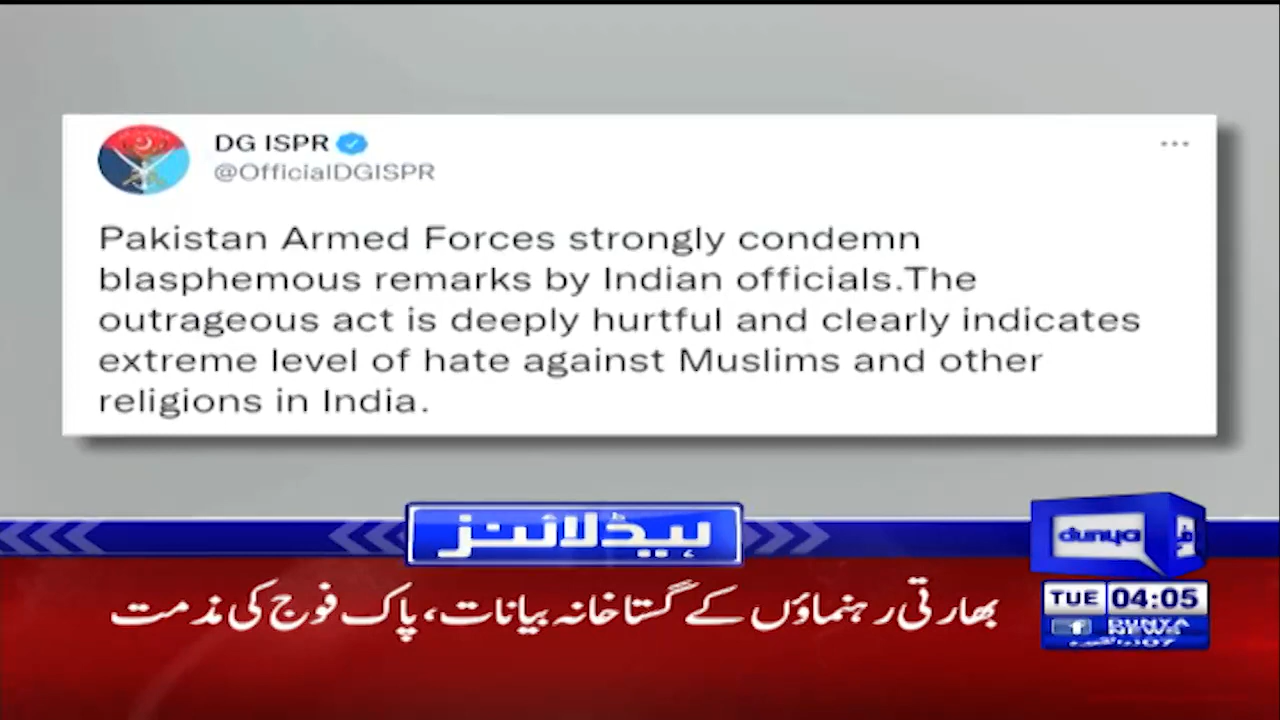 DG ISPR
@OfficialDGISPR
Pakistan Armed Forces strongly condemn
blasphemous remarks by Indian officials.The
outrageous act is deeply hurtful and clearly indicates
extreme level of hate against Muslims and other
religions in India.
ہیڈلائنز
dunya
بھارتی رہنماؤں کے گستاخانہ بیانات، پاک فوج کی مذمت
TUE 04:05